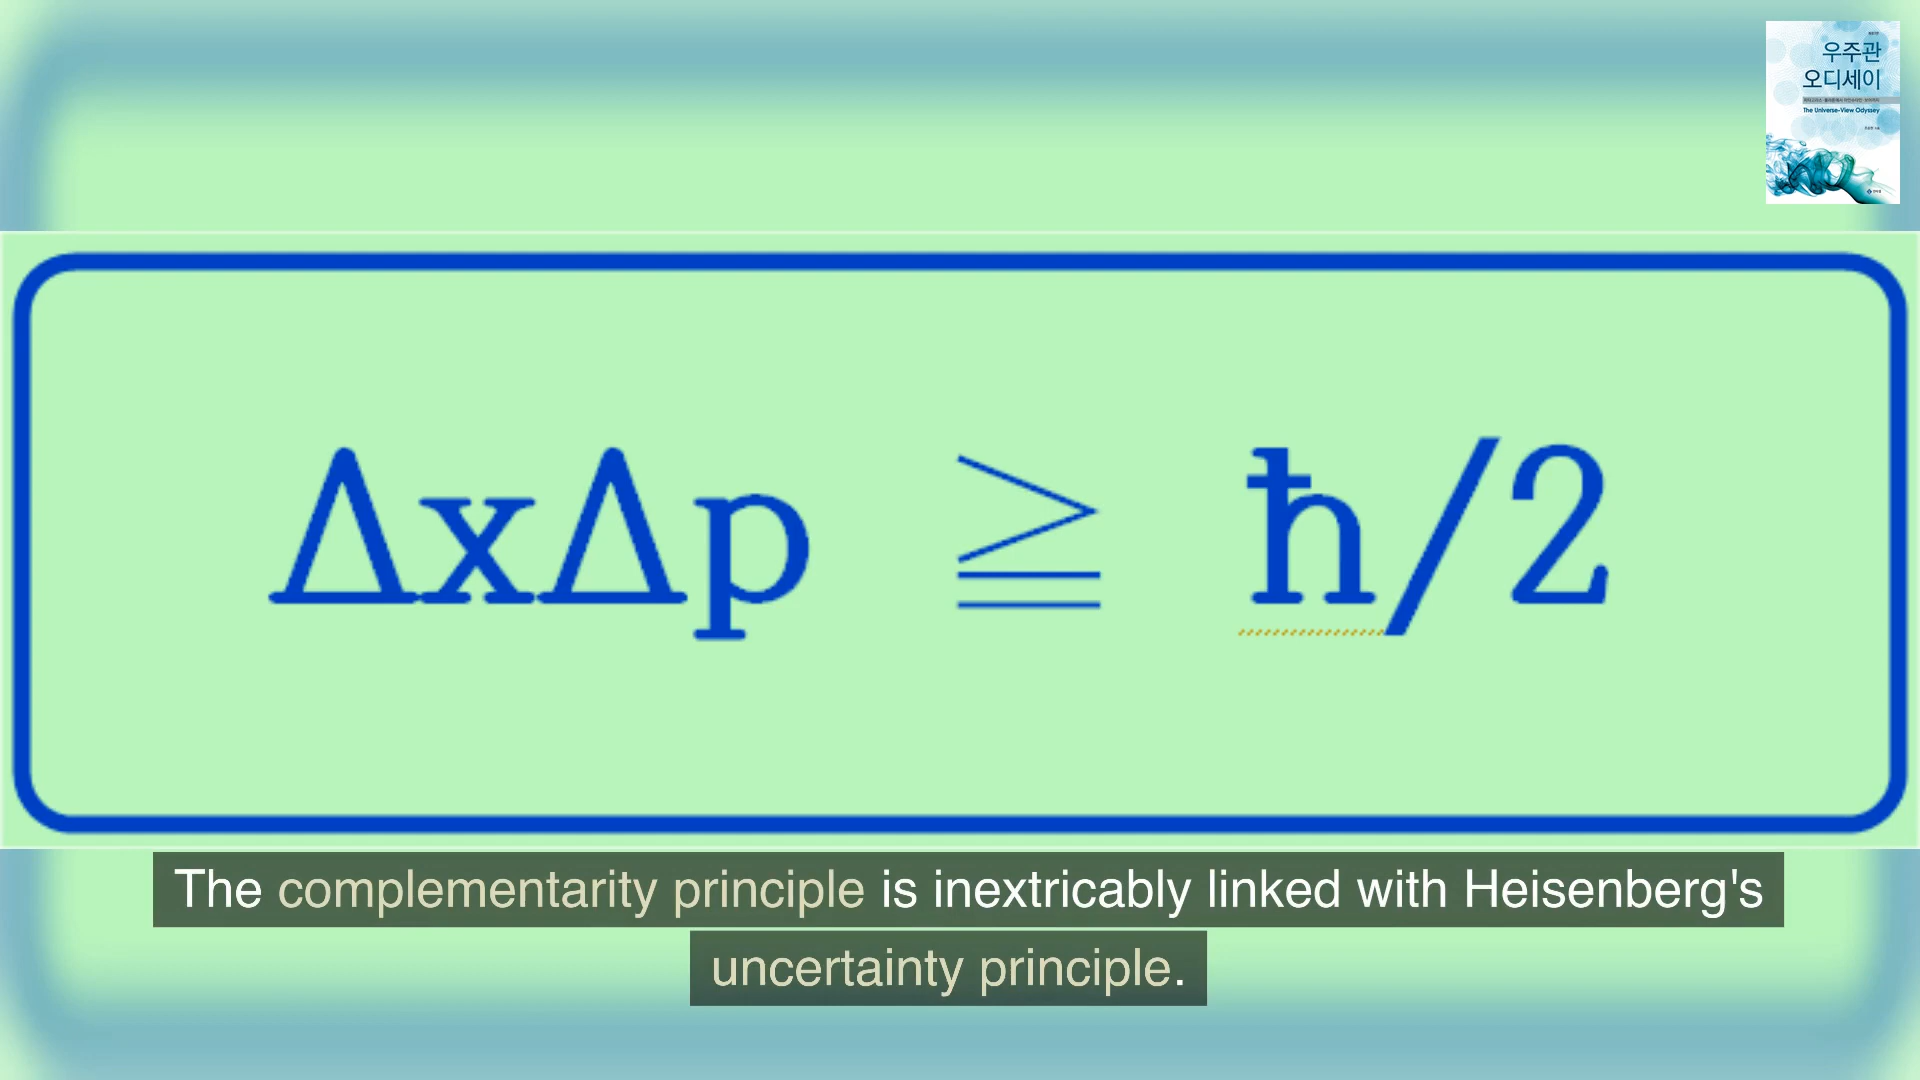 우주관
오디세이
The Universe-View Odyssey
ΔxΔp ≧ ħ/2
The complementarity principle is inextricably linked with Heisenberg's
uncertainty principle.